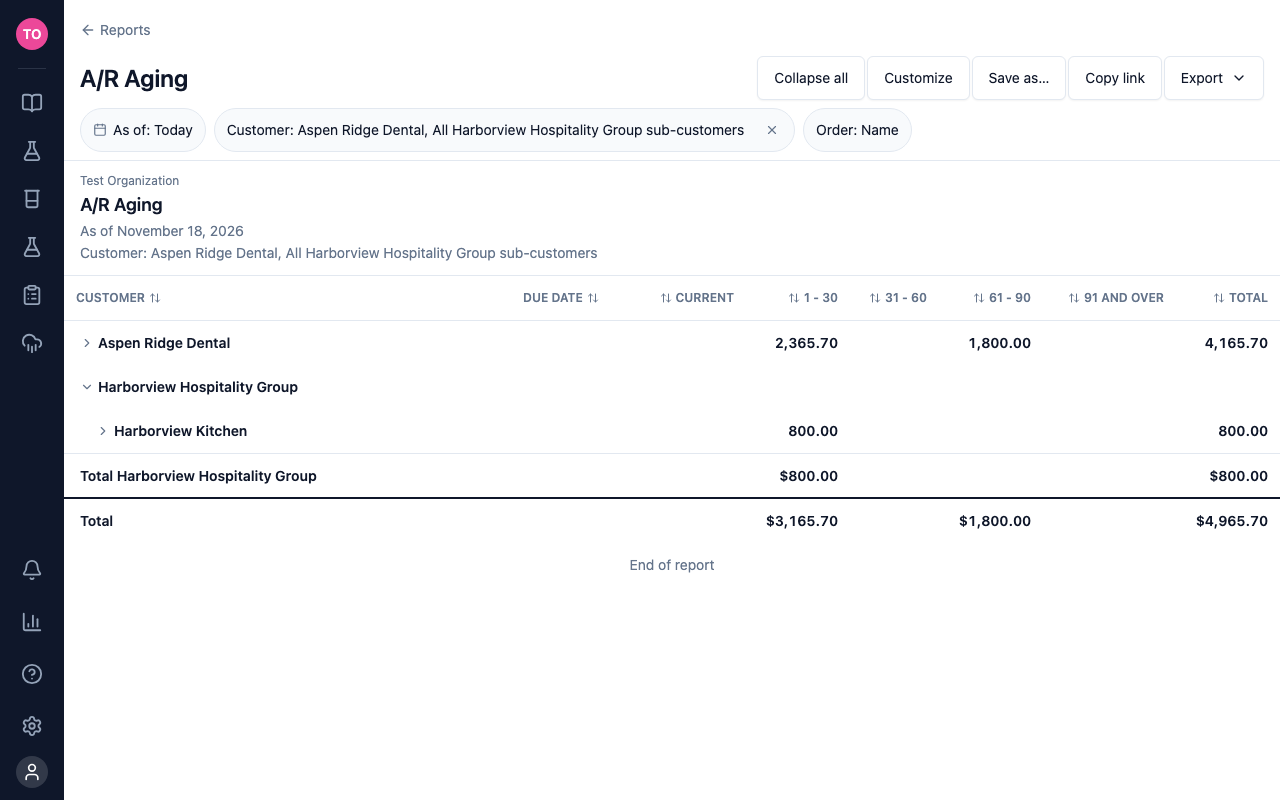 TO
Reports
A/R Aging
Collapse all
Customize
Save as...
Copy link
Export
As of: Today
Customer: Aspen Ridge Dental, All Harborview Hospitality Group sub-customers
Order: Name
Test Organization
A/R Aging
As of November 18, 2026
Customer: Aspen Ridge Dental, All Harborview Hospitality Group sub-customers
CUSTOMER DUE DATE CURRENT 1 - 30 31 - 60 61 - 90 91 AND OVER TOTAL
Aspen Ridge Dental 2,365.70 1,800.00 4,165.70
Harborview Hospitality Group
Harborview Kitchen 800.00 800.00
Total Harborview Hospitality Group $800.00 $800.00
Total $3,165.70 $1,800.00 $4,965.70
End of report